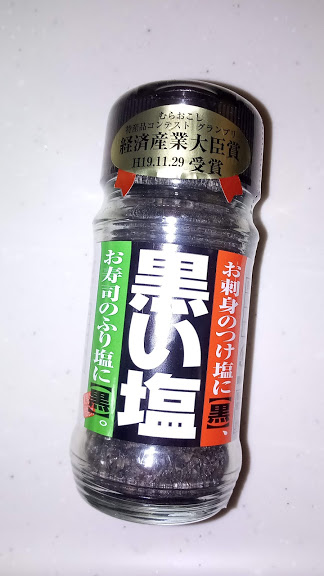 むらおこし
特産品コンテスト グランプリ
経済産業大臣賞
H19.11.29 受賞
お刺身のつけ塩に【黒】、
黒い塩
お寿司のふり塩に【黒】。